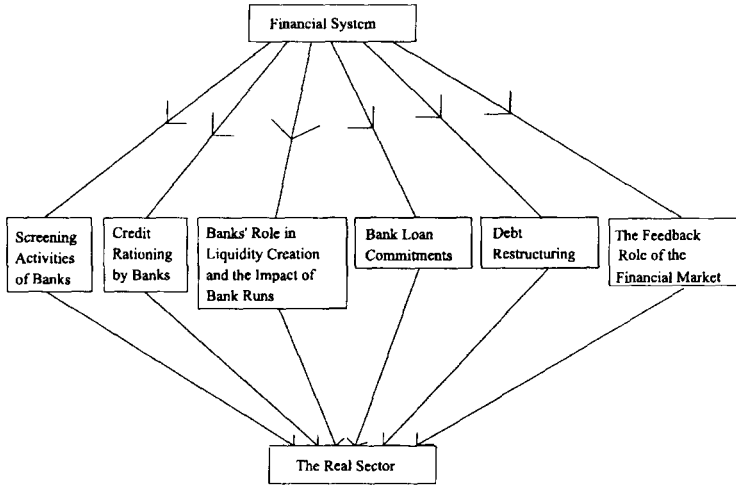 Financial System
Screening
Activities
of Banks
Credit
Rationing
by Banks
Banks' Role in
Liquidity Creation
and the Impact of
Bank Runs
Bank Loan
Commitments
Debt
Restructuring
The Feedback
Role of the
Financial Market
The Real Sector